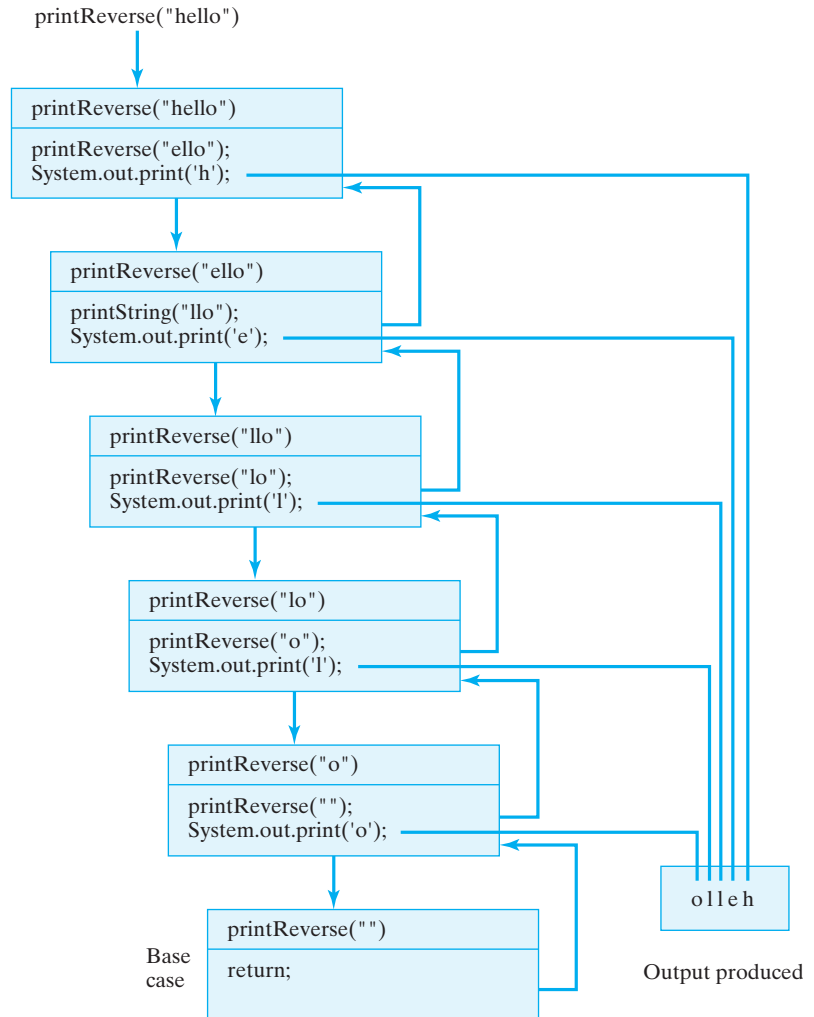 printReverse("hello")
printReverse("hello")
printReverse("ello");
System.out.print('h');
printReverse("ello")
printString("llo");
System.out.print('e');
printReverse("llo")
printReverse("lo");
System.out.print('l');
printReverse("lo")
printReverse("o");
System.out.print('l');
printReverse("o")
printReverse("");
System.out.print('o');
o l l e h
printReverse("")
Base
case
return;
Output produced